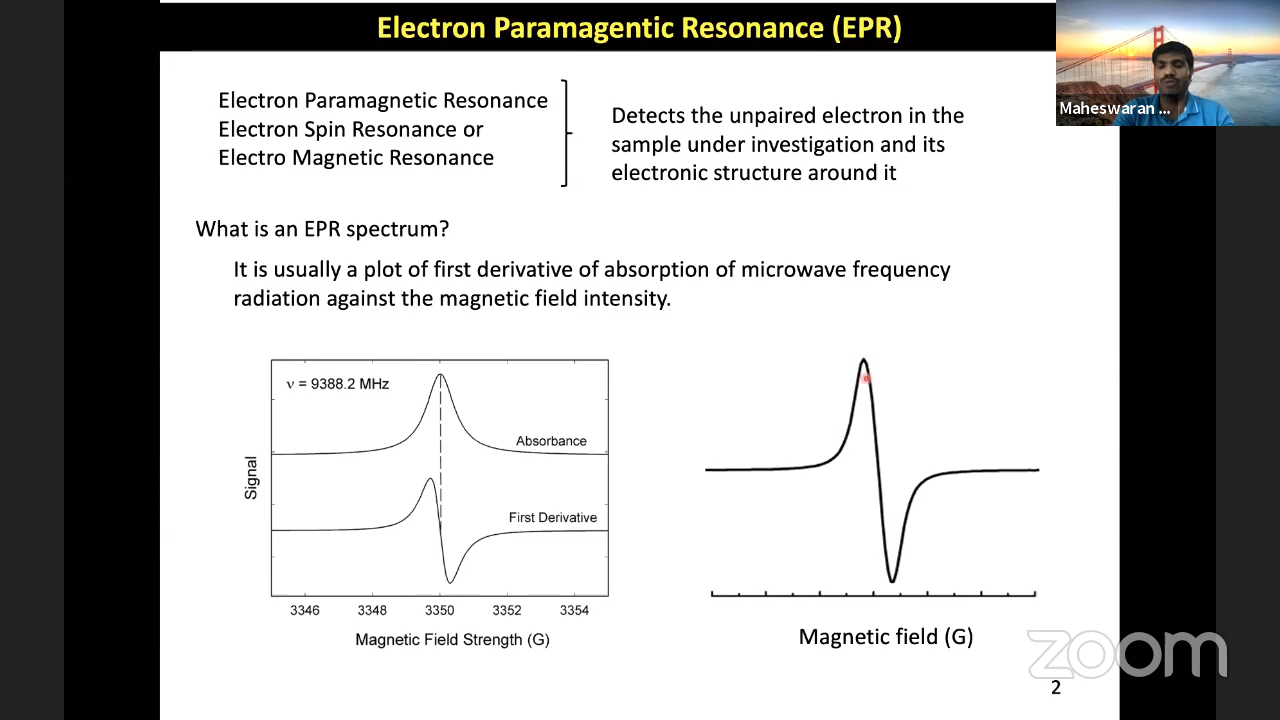 Electron Paramagentic Resonance (EPR)
Maheswaran ...
Electron Paramagnetic Resonance
Electron Spin Resonance or
Electro Magnetic Resonance
Detects the unpaired electron in the
sample under investigation and its
electronic structure around it
What is an EPR spectrum?
It is usually a plot of first derivative of absorption of microwave frequency
radiation against the magnetic field intensity.
ν = 9388.2 MHz
Absorbance
Signal
First Derivative
3346 3348 3350 3352 3354
Magnetic Field Strength (G)
Magnetic field (G)
zoom
2